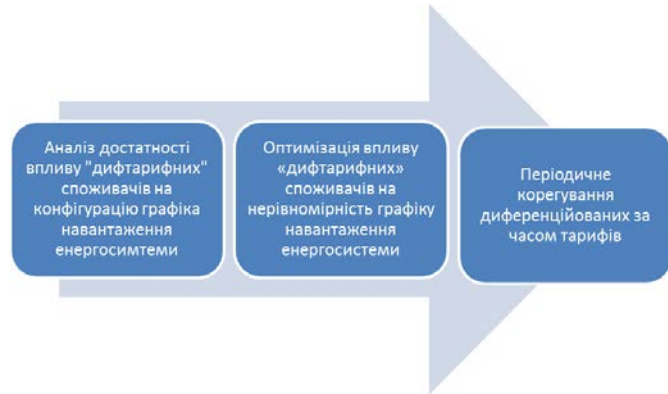 Аналіз достатності
впливу "дифтарифних"
споживачів на
конфігурацію графіка
навантаження
енергосимтеми
Оптимізація впливу
«дифтарифних»
споживачів на
нерівномірність графіку
навантаження
енергосистеми
Періодичне
корегування
диференційованих за
часом тарифів